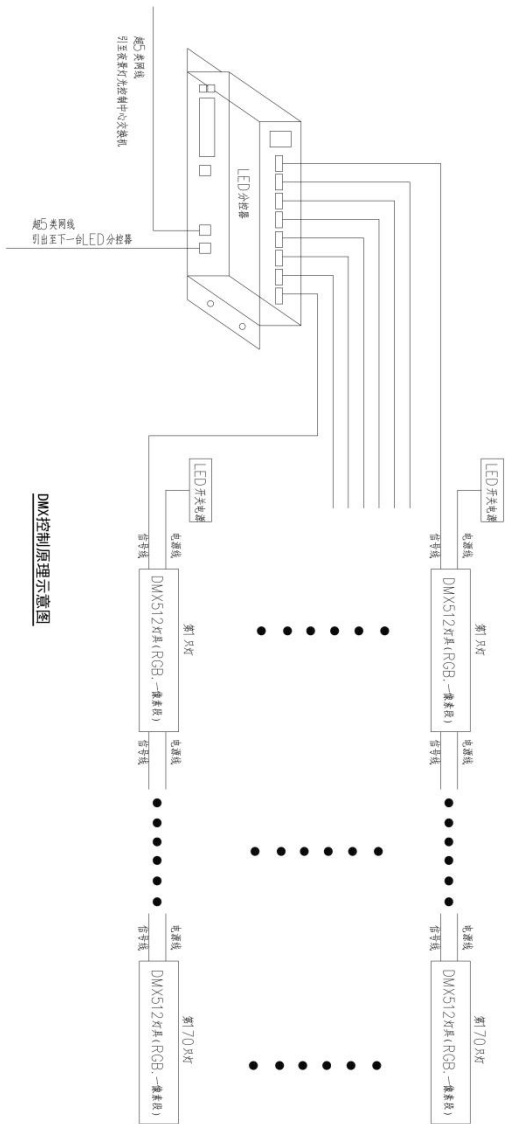 LED开关电源
第1只灯
第170只灯
电源线
电源线
电源线
DMX512灯具(RGB.一像素段)
DMX512灯具(RGB.一像素段)
信号线
信号线
信号线
LED分控器
LED开关电源
第1只灯
第170只灯
电源线
电源线
电源线
DMX512灯具(RGB.一像素段)
DMX512灯具(RGB.一像素段)
信号线
信号线
信号线
超5类网线
引至夜景灯光控制中心交换机
超5类网线
引出至下一台LED分控器
DMX控制原理示意图